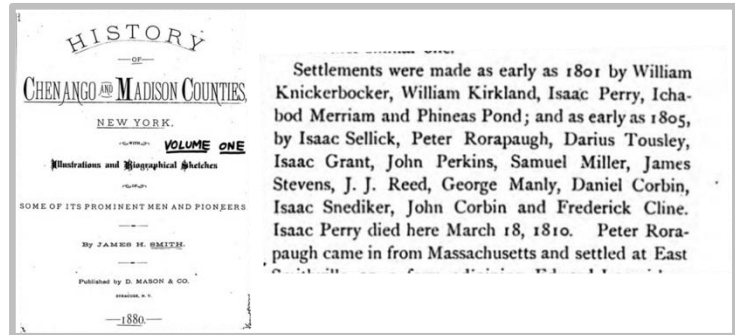 HISTORY
OF
CHENANGO AND MADISON COUNTIES,
NEW YORK,
WITH
VOLUME ONE
Illustrations and Biographical Sketches
OF
SOME OF ITS PROMINENT MEN AND PIONEERS
By JAMES H. SMITH.
Published by D. MASON & CO.
SYRACUSE, N. Y.
1880.
Settlements were made as early as 1801 by William
Knickerbocker, William Kirkland, Isaac Perry, Icha-
bod Merriam and Phineas Pond; and as early as 1805,
by Isaac Sellick, Peter Rorapaugh, Darius Tousley,
Isaac Grant, John Perkins, Samuel Miller, James
Stevens, J. J. Reed, George Manly, Daniel Corbin,
Isaac Snediker, John Corbin and Frederick Cline.
Isaac Perry died here March 18, 1810. Peter Rora-
paugh came in from Massachusetts and settled at East